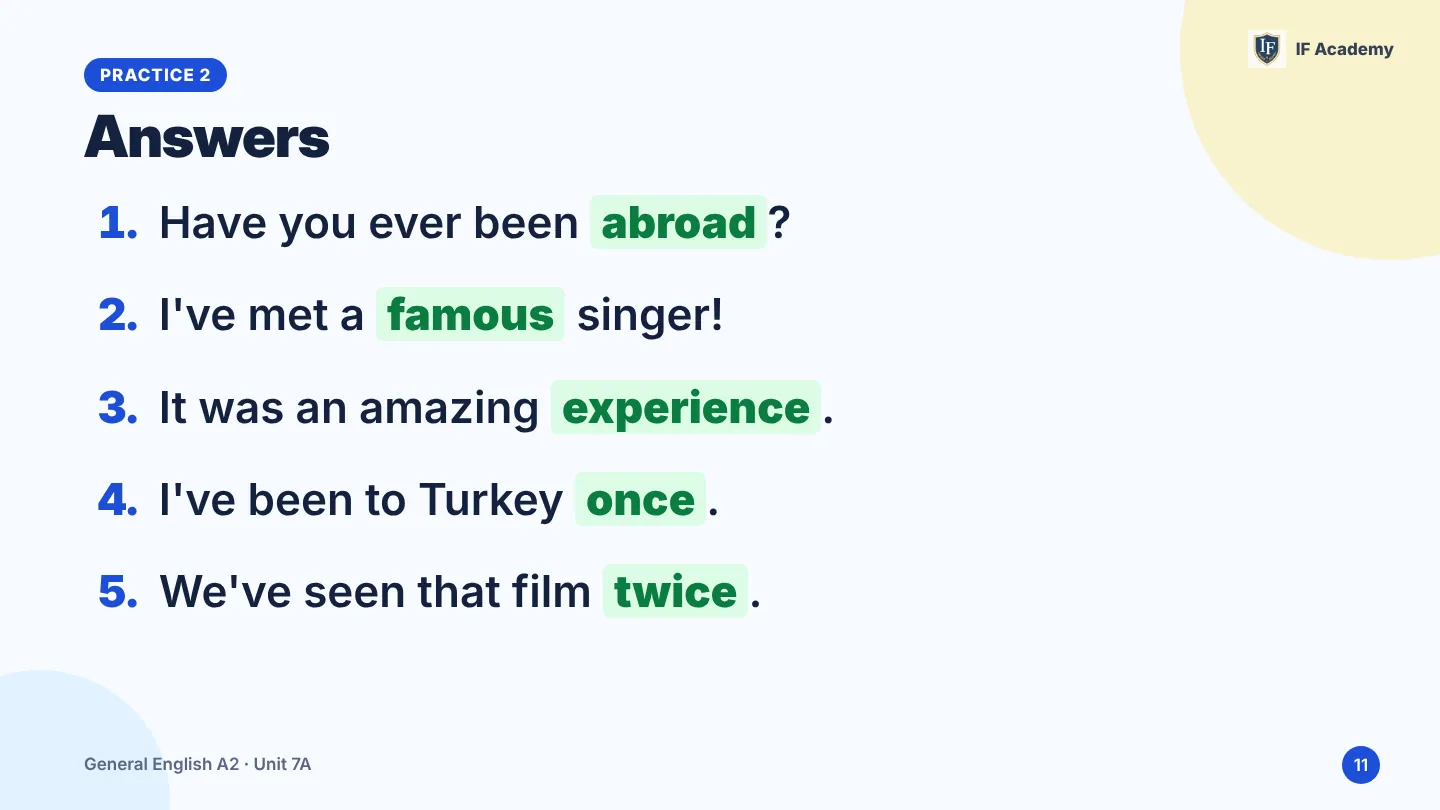 IF
IF Academy
PRACTICE 2
Answers
1. Have you ever been abroad?
2. I've met a famous singer!
3. It was an amazing experience.
4. I've been to Turkey once.
5. We've seen that film twice.
General English A2 · Unit 7A
11